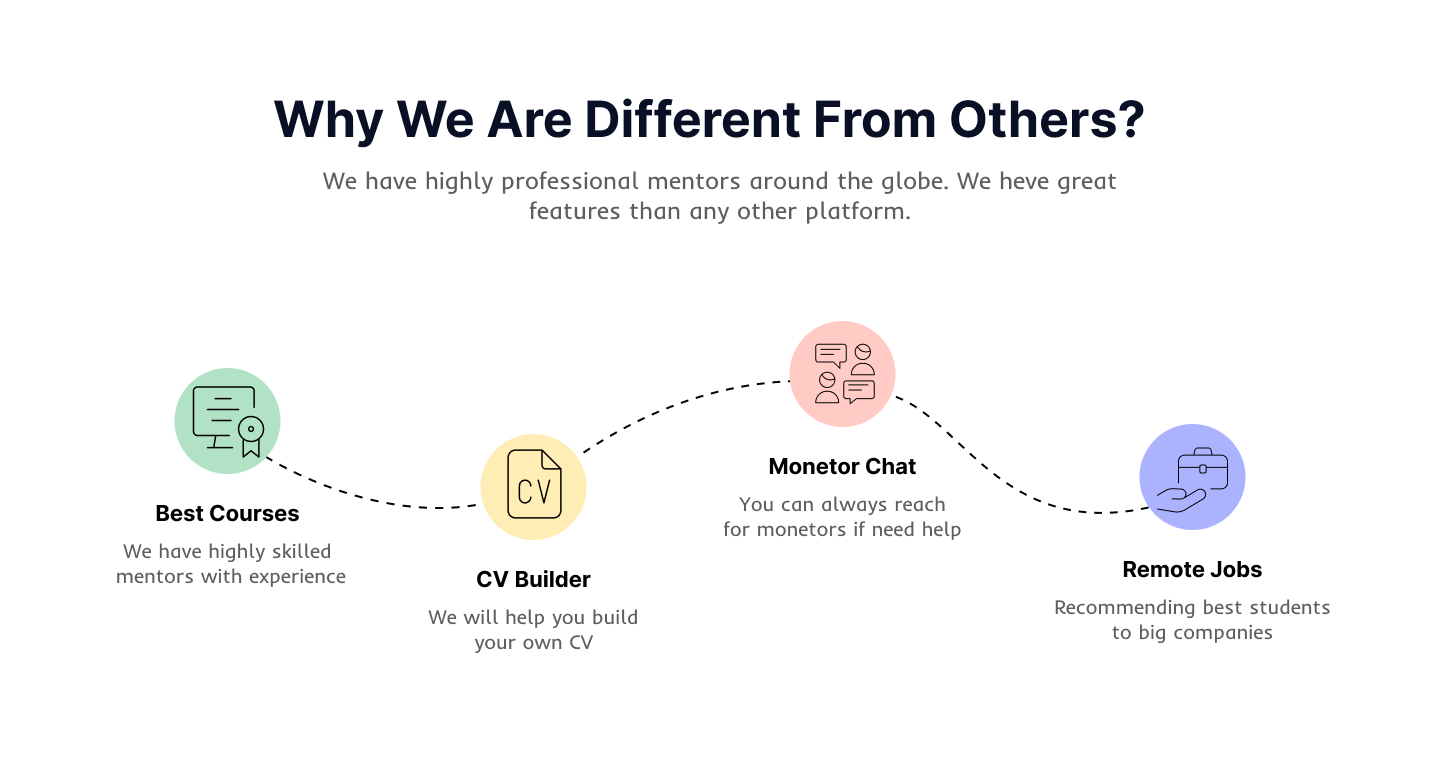 Why We Are Different From Others?
We have highly professional mentors around the globe. We heve great
features than any other platform.
Best Courses
We have highly skilled
mentors with experience
CV
CV Builder
We will help you build
your own CV
Monetor Chat
You can always reach
for monetors if need help
Remote Jobs
Recommending best students
to big companies